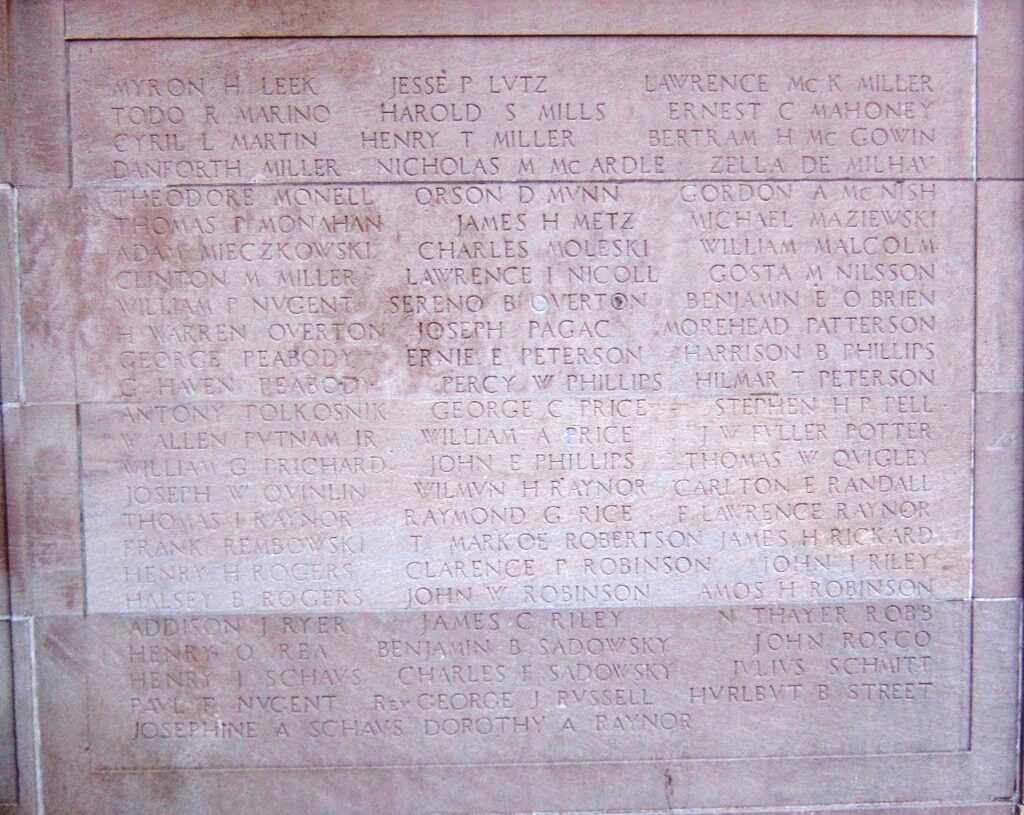 MYRON H LEEK JESSE P LVTZ LAWRENCE McK MILLER
TODO R MARINO HAROLD S MILLS ERNEST C MAHONEY
CYRIL L MARTIN HENRY T MILLER BERTRAM H McGOWIN
DANFORTH MILLER NICHOLAS M McARDLE ZELLA DE MILHAV
THEODORE MONELL ORSON D MVNN GORDON A McNISH
THOMAS P MONAHAN JAMES H METZ MICHAEL MAZIEWSKI
ADAM MIECZKOWSKI CHARLES MOLESKI WILLIAM MALCOLM
CLINTON M MILLER LAWRENCE I NICOLL GOSTA M NILSSON
WILLIAM P NVGENT SERENO B OVERTON BENJAMIN E O BRIEN
H WARREN OVERTON JOSEPH PAGAC MOREHEAD PATTERSON
GEORGE PEABODY ERNIE E PETERSON HARRISON B PHILLIPS
G HAVEN PEABODY PERCY W PHILLIPS HILMAR T PETERSON
ANTONY POLKOSNIK GEORGE C PRICE STEPHEN H P PELL
W ALLEN PVTNAM JR WILLIAM A PRICE J W FVLLER POTTER
WILLIAM G PRICHARD JOHN E PHILLIPS THOMAS W QVIGLEY
JOSEPH W QVINLIN WILMVN H RAYNOR CARLTON E RANDALL
THOMAS I RAYNOR RAYMOND G RICE F LAWRENCE RAYNOR
FRANK REMBOWSKI T MARKOE ROBERTSON JAMES H RICKARD
HENRY H ROGERS CLARENCE P ROBINSON JOHN I RILEY
HALSEY B ROGERS JOHN W ROBINSON AMOS H ROBINSON
ADDISON J RYER JAMES C RILEY N THAYER ROBB
HENRY O REA BENJAMIN B SADOWSKY JOHN ROSCO
HENRY J SCHAVS CHARLES F SADOWSKY JVLIVS SCHMITT
PAVL F NVGENT Rev GEORGE J RVSSELL HVRLBVT B STREET
JOSEPHINE A SCHAVS DOROTHY A RAYNOR